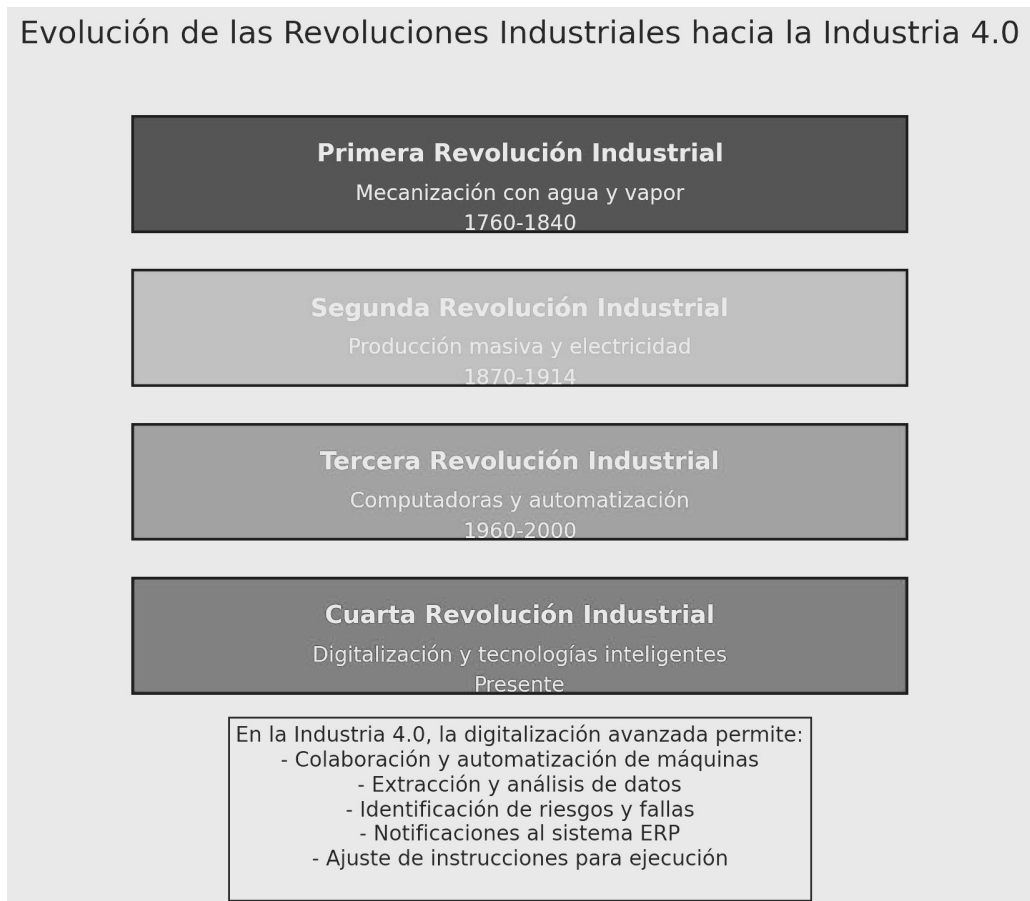 Evolución de las Revoluciones Industriales hacia la Industria 4.0
Primera Revolución Industrial
Mecanización con agua y vapor
1760-1840
Segunda Revolución Industrial
Producción masiva y electricidad
1870-1914
Tercera Revolución Industrial
Computadoras y automatización
1960-2000
Cuarta Revolución Industrial
Digitalización y tecnologías inteligentes
Presente
En la Industria 4.0, la digitalización avanzada permite:
- Colaboración y automatización de máquinas
- Extracción y análisis de datos
- Identificación de riesgos y fallas
- Notificaciones al sistema ERP
- Ajuste de instrucciones para ejecución